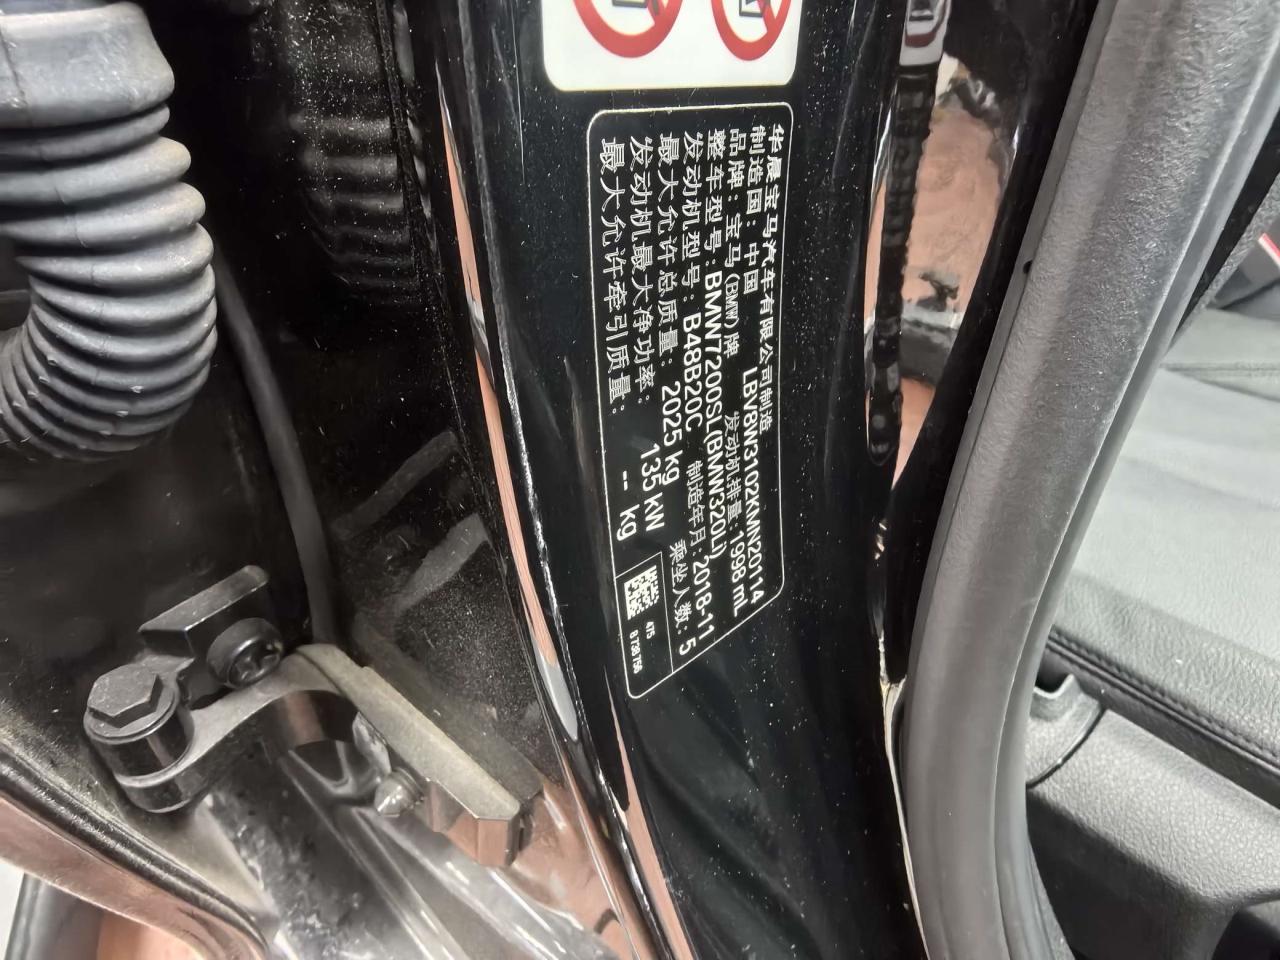 华晨宝马汽车有限公司制造
制造国：中国 LBV8W3102KMN20114
品牌：宝马(BMW)牌 发动机排量：1998 mL
整车型号：BMW7200SL(BMW320LI)
发动机型号：B48B20C 制造年月：2018-11
最大允许总质量：2025 kg 乘坐人数：5
发动机最大净功率：135 kW
最大允许牵引质量：-- kg
475
8 738 756